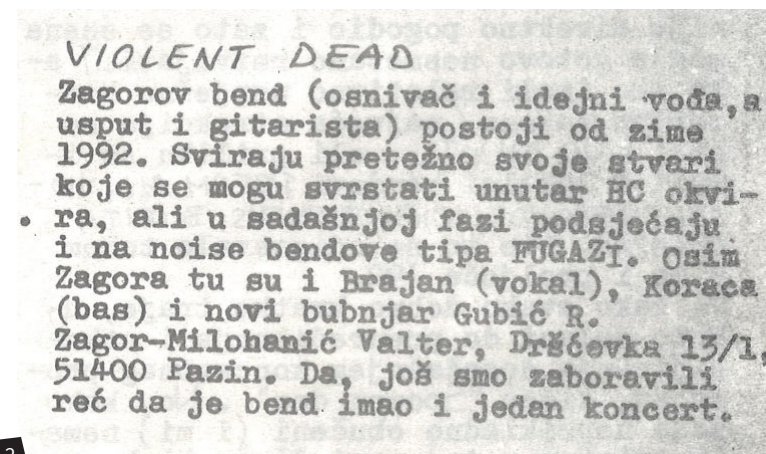 VIOLENT DEAD
Zagorov bend (osnivač i idejni vođa,a
usput i gitarista) postoji od zime
1992. Sviraju pretežno svoje stvari
koje se mogu svrstati unutar HC okvi-
ra, ali u sadašnjoj fazi podsjećaju
i na noise bendove tipa FUGAZI. Osim
Zagora tu su i Brajan (vokal), Koraca
(bas) i novi bubnjar Gubić R.
Zagor-Milohanić Valter, Dršćevka 13/1,
51400 Pazin. Da, još smo zaboravili
reć da je bend imao i jedan koncert.